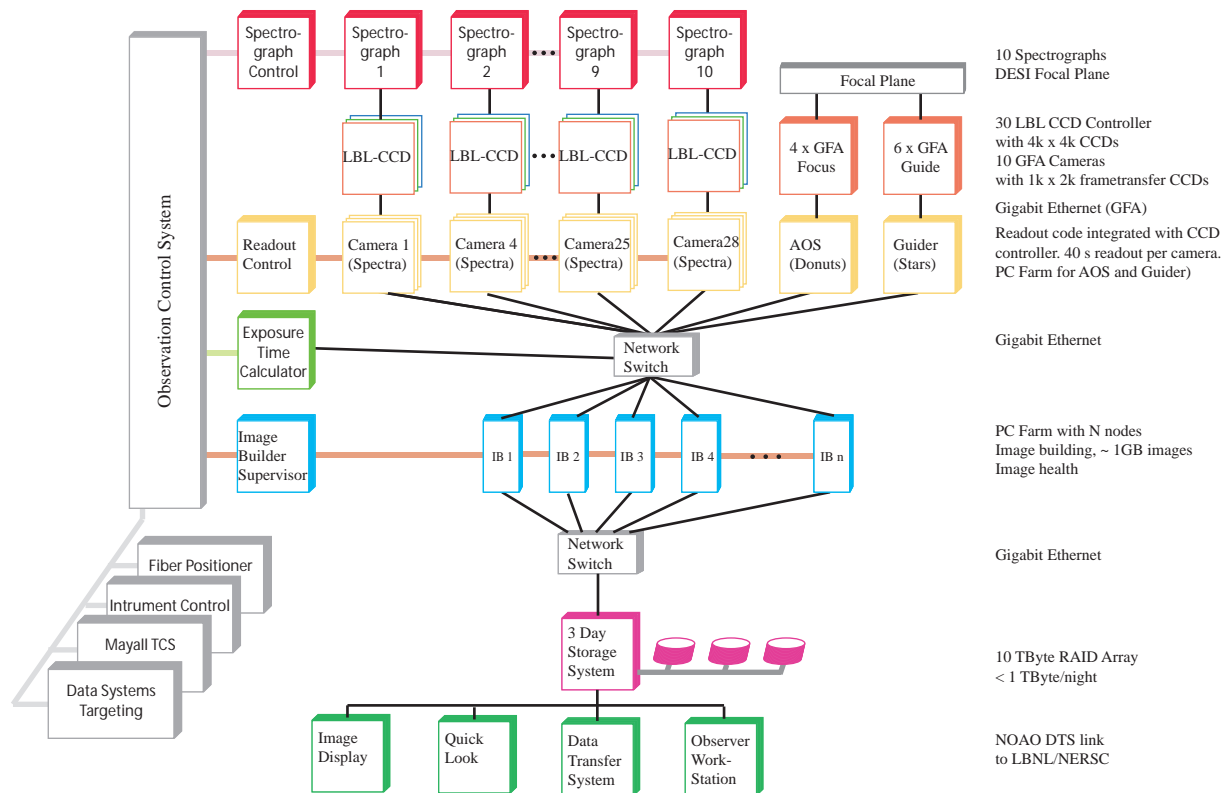 Observation Control System
Spectro-
graph
Control
Spectro-
graph
1
Spectro-
graph
2
Spectro-
graph
9
Spectro-
graph
10
10 Spectrographs
DESI Focal Plane
Focal Plane
LBL-CCD
LBL-CCD
LBL-CCD
LBL-CCD
4 x GFA
Focus
6 x GFA
Guide
30 LBL CCD Controller
with 4k x 4k CCDs
10 GFA Cameras
with 1k x 2k frametransfer CCDs
Gigabit Ethernet (GFA)
Readout
Control
Camera 1
(Spectra)
Camera 4
(Spectra)
Camera25
(Spectra)
Camera28
(Spectra)
AOS
(Donuts)
Guider
(Stars)
Readout code integrated with CCD
controller. 40 s readout per camera.
PC Farm for AOS and Guider)
Exposure
Time
Calculator
Network
Switch
Gigabit Ethernet
Image
Builder
Supervisor
IB 1
IB 2
IB 3
IB 4
IB n
PC Farm with N nodes
Image building, ~ 1GB images
Image health
Network
Switch
Gigabit Ethernet
Fiber Positioner
Intrument Control
Mayall TCS
Data Systems
Targeting
3 Day
Storage
System
10 TByte RAID Array
< 1 TByte/night
Image
Display
Quick
Look
Data
Transfer
System
Observer
Work-
Station
NOAO DTS link
to LBNL/NERSC